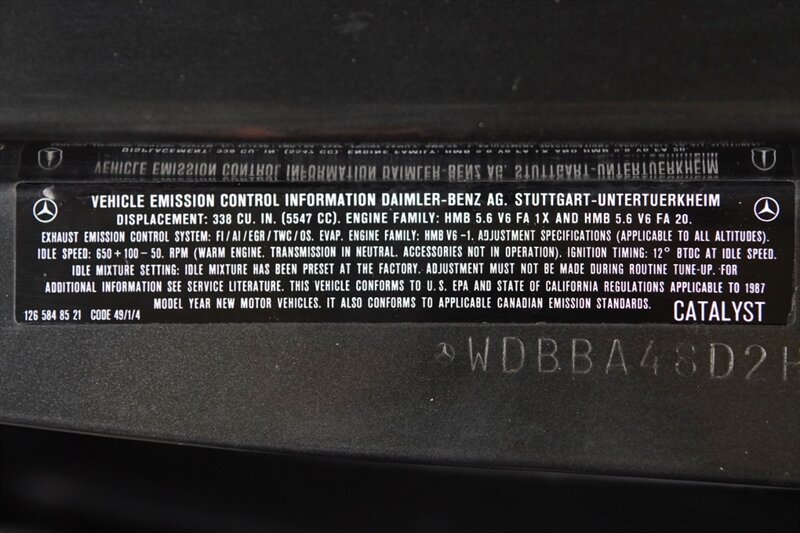 VEHICLE EMISSION CONTROL INFORMATION DAIMLER-BENZ AG. STUTTGART-UNTERTUERKHEIM
DISPLACEMENT: 338 CU. IN. (5547 CC). ENGINE FAMILY: HMB 5.6 V6 FA 1X AND HMB 5.6 V6 FA 20.
EXHAUST EMISSION CONTROL SYSTEM: FI/AI/EGR/TWC/OS. EVAP. ENGINE FAMILY: HMB V6-1. ADJUSTMENT SPECIFICATIONS (APPLICABLE TO ALL ALTITUDES).
IDLE SPEED: 650+100-50. RPM (WARM ENGINE. TRANSMISSION IN NEUTRAL. ACCESSORIES NOT IN OPERATION). IGNITION TIMING: 12° BTDC AT IDLE SPEED.
IDLE MIXTURE SETTING: IDLE MIXTURE HAS BEEN PRESET AT THE FACTORY. ADJUSTMENT MUST NOT BE MADE DURING ROUTINE TUNE-UP. FOR
ADDITIONAL INFORMATION SEE SERVICE LITERATURE. THIS VEHICLE CONFORMS TO U.S. EPA AND STATE OF CALIFORNIA REGULATIONS APPLICABLE TO 1987
MODEL YEAR NEW MOTOR VEHICLES. IT ALSO CONFORMS TO APPLICABLE CANADIAN EMISSION STANDARDS.
126 584 85 21 CODE 49/1/4 CATALYST
WDBBA48D2H